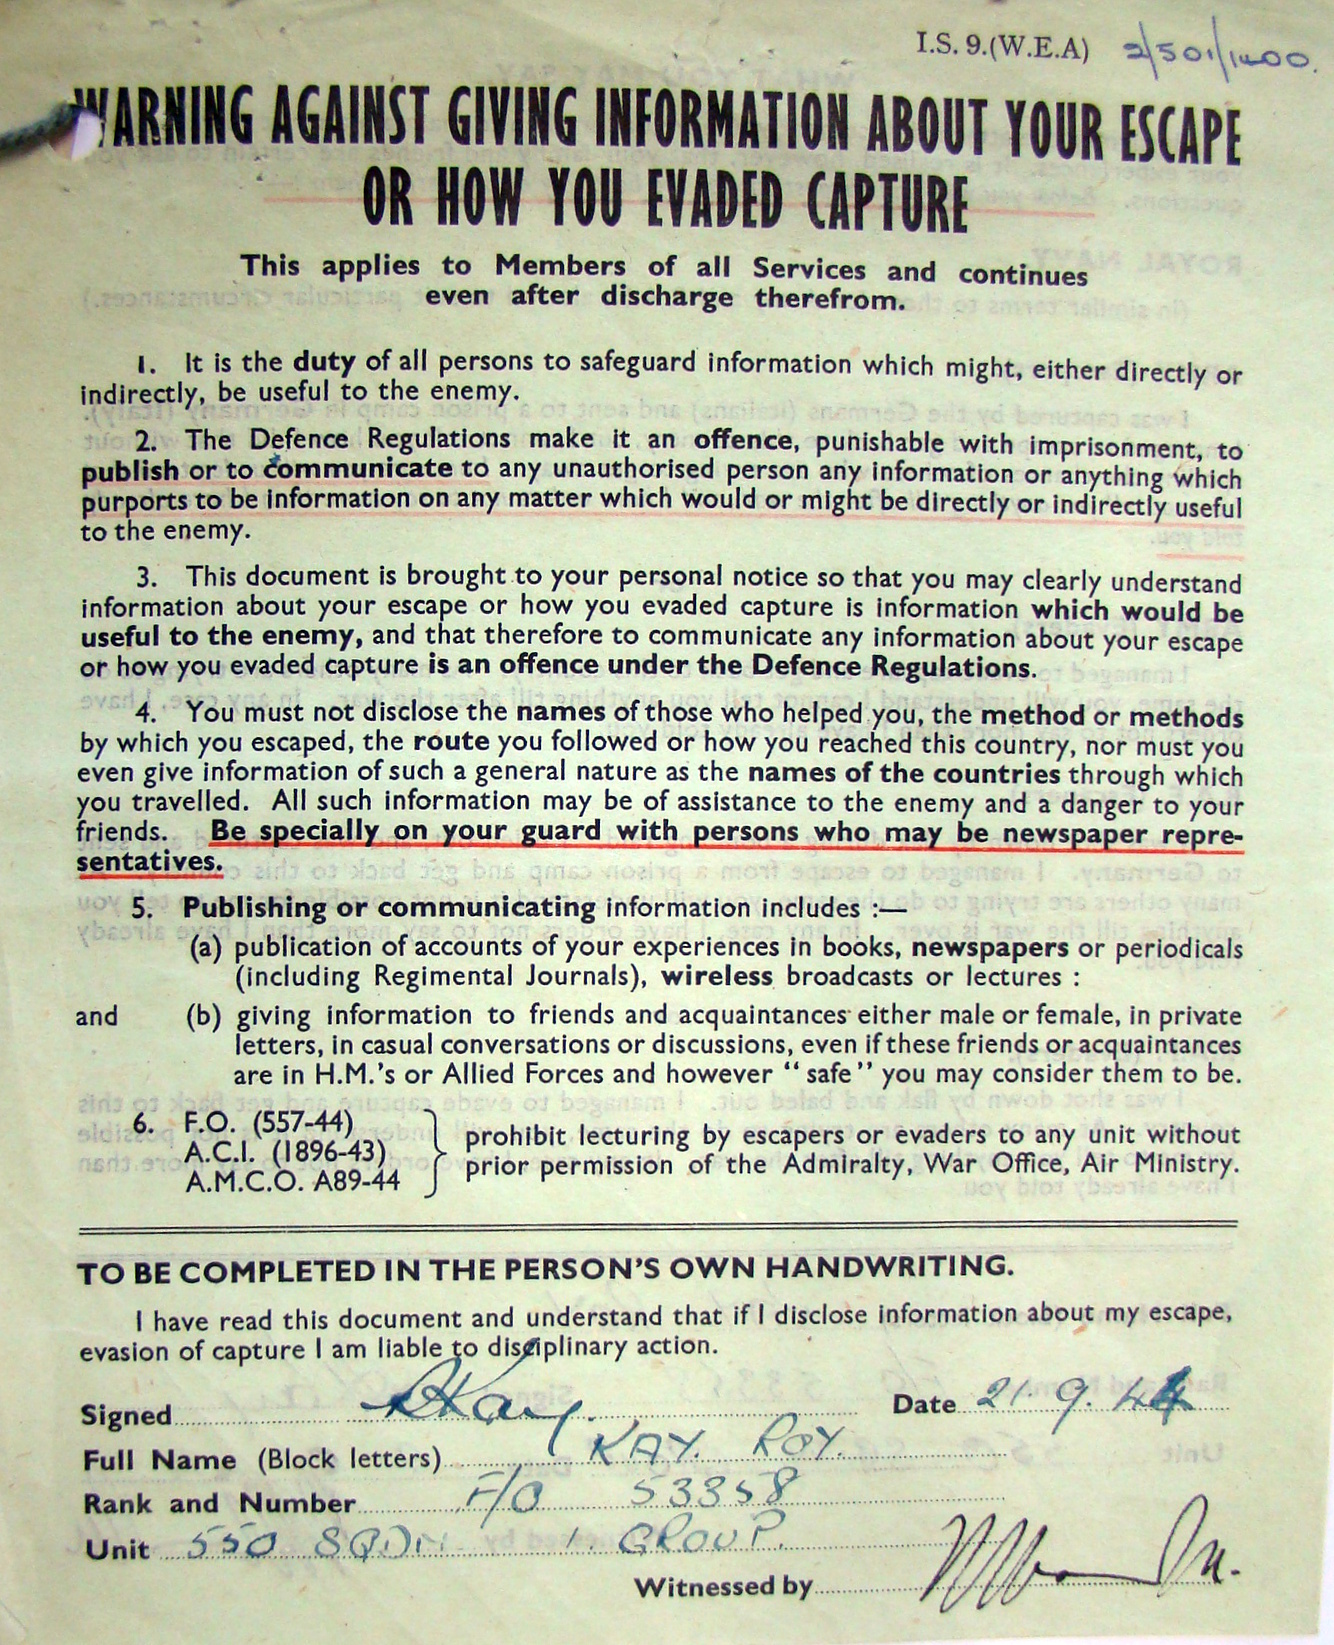 I.S. 9.(W.E.A) 2/501/1400.
WARNING AGAINST GIVING INFORMATION ABOUT YOUR ESCAPE
OR HOW YOU EVADED CAPTURE
This applies to Members of all Services and continues
even after discharge therefrom.
1. It is the duty of all persons to safeguard information which might, either directly or
indirectly, be useful to the enemy.
2. The Defence Regulations make it an offence, punishable with imprisonment, to
publish or to communicate to any unauthorised person any information or anything which
purports to be information on any matter which would or might be directly or indirectly useful
to the enemy.
3. This document is brought to your personal notice so that you may clearly understand
information about your escape or how you evaded capture is information which would be
useful to the enemy, and that therefore to communicate any information about your escape
or how you evaded capture is an offence under the Defence Regulations.
4. You must not disclose the names of those who helped you, the method or methods
by which you escaped, the route you followed or how you reached this country, nor must you
even give information of such a general nature as the names of the countries through which
you travelled. All such information may be of assistance to the enemy and a danger to your
friends. Be specially on your guard with persons who may be newspaper repre-
sentatives.
5. Publishing or communicating information includes :—
(a) publication of accounts of your experiences in books, newspapers or periodicals
(including Regimental Journals), wireless broadcasts or lectures :
and (b) giving information to friends and acquaintances either male or female, in private
letters, in casual conversations or discussions, even if these friends or acquaintances
are in H.M.'s or Allied Forces and however "safe" you may consider them to be.
6. F.O. (557-44)
A.C.I. (1896-43)
A.M.C.O. A89-44
prohibit lecturing by escapers or evaders to any unit without
prior permission of the Admiralty, War Office, Air Ministry.
TO BE COMPLETED IN THE PERSON'S OWN HANDWRITING.
I have read this document and understand that if I disclose information about my escape,
evasion of capture I am liable to disciplinary action.
Signed RKay. Date 21.9.44
Full Name (Block letters) KAY. ROY.
Rank and Number F/O 53358
Unit 550 SQDN. 1. GROUP.
Witnessed by